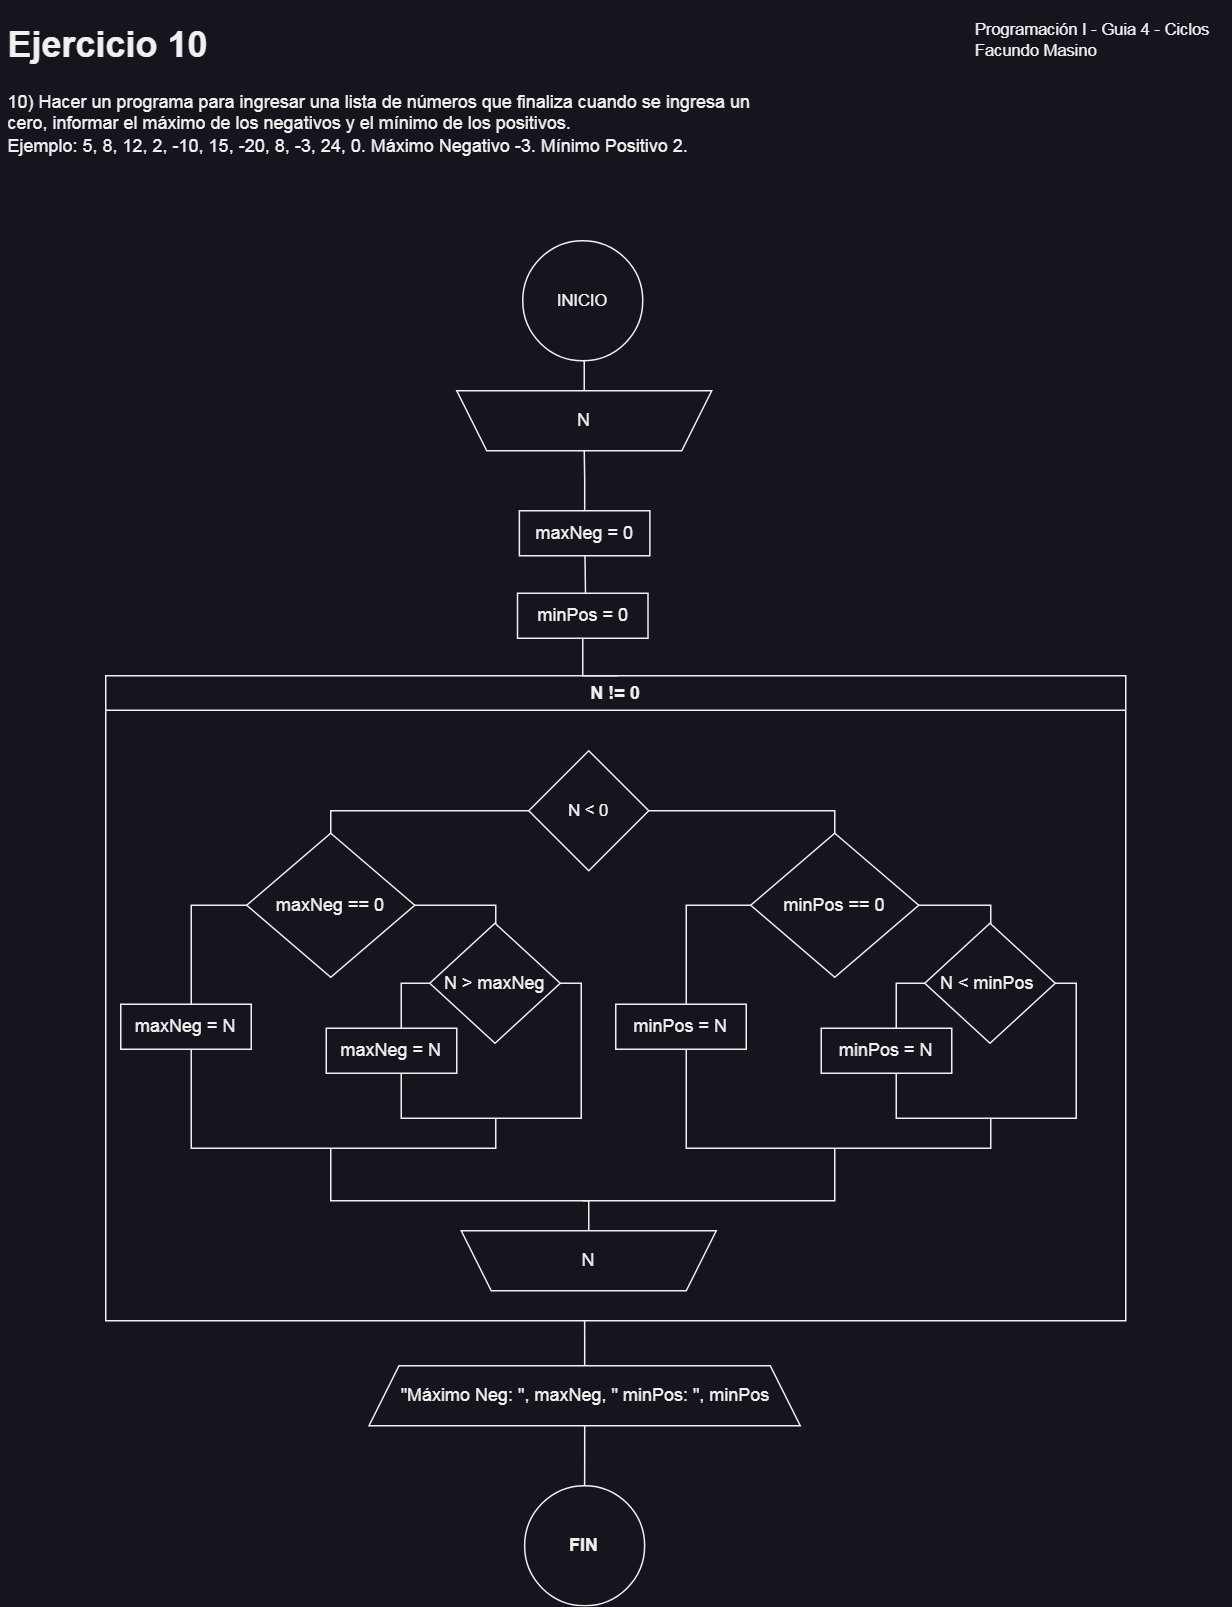 Ejercicio 10
Programación I - Guia 4 - Ciclos
Facundo Masino
10) Hacer un programa para ingresar una lista de números que finaliza cuando se ingresa un
cero, informar el máximo de los negativos y el mínimo de los positivos.
Ejemplo: 5, 8, 12, 2, -10, 15, -20, 8, -3, 24, 0. Máximo Negativo -3. Mínimo Positivo 2.
INICIO
N
maxNeg = 0
minPos = 0
N != 0
N < 0
maxNeg == 0
minPos == 0
N > maxNeg
N < minPos
maxNeg = N
minPos = N
maxNeg = N
minPos = N
N
"Máximo Neg: ", maxNeg, " minPos: ", minPos
FIN